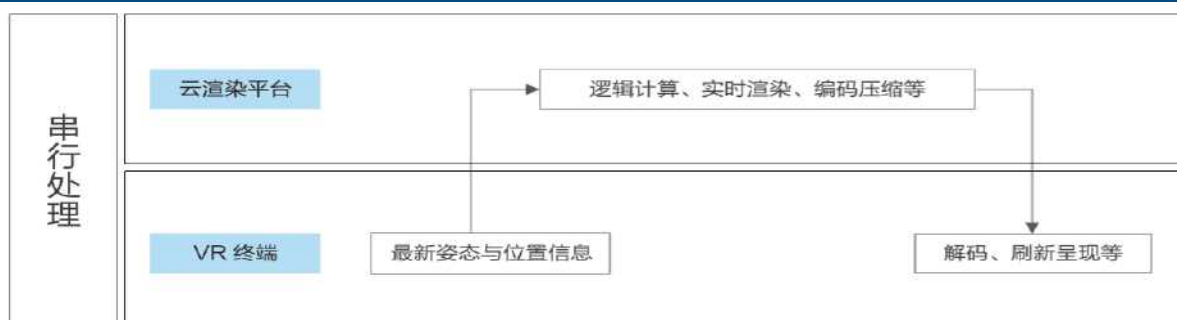 串行处理
云渲染平台
逻辑计算、实时渲染、编码压缩等
VR 终端
最新姿态与位置信息
解码、刷新呈现等